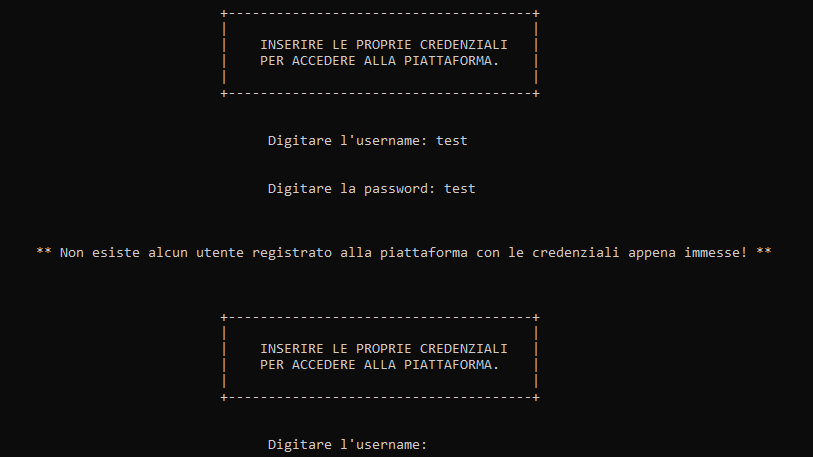 INSERIRE LE PROPRIE CREDENZIALI
PER ACCEDERE ALLA PIATTAFORMA.
Digitare l'username: test
Digitare la password: test
** Non esiste alcun utente registrato alla piattaforma con le credenziali appena immesse! **
INSERIRE LE PROPRIE CREDENZIALI
PER ACCEDERE ALLA PIATTAFORMA.
Digitare l'username: